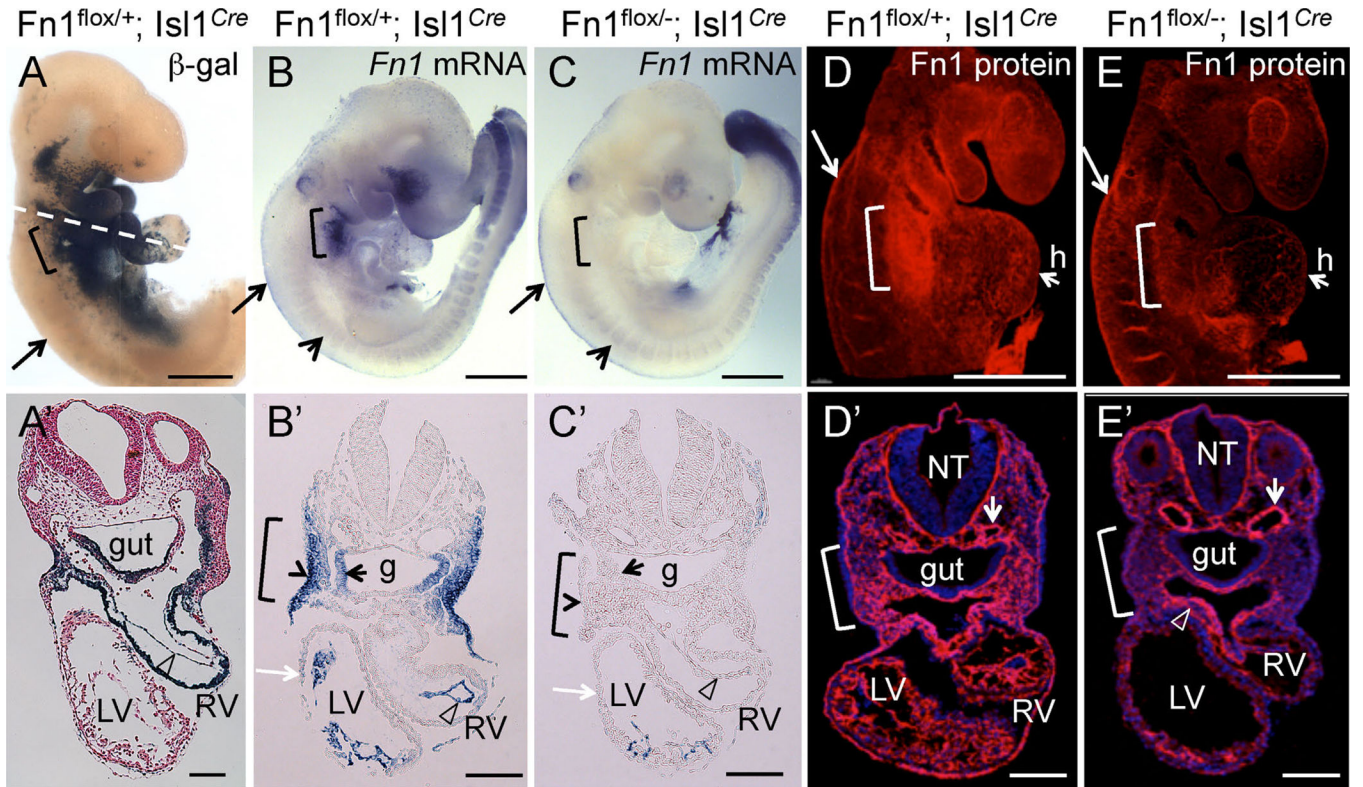 Fn1flox/+; Isl1Cre Fn1flox/+; Isl1Cre Fn1flox/-; Isl1Cre Fn1flox/+; Isl1Cre Fn1flox/-; Isl1Cre
A β-gal B Fn1 mRNA C Fn1 mRNA D Fn1 protein E Fn1 protein
h h
A' B' C' D' E'
NT NT
gut g g gut gut
LV RV LV RV LV RV LV RV LV RV